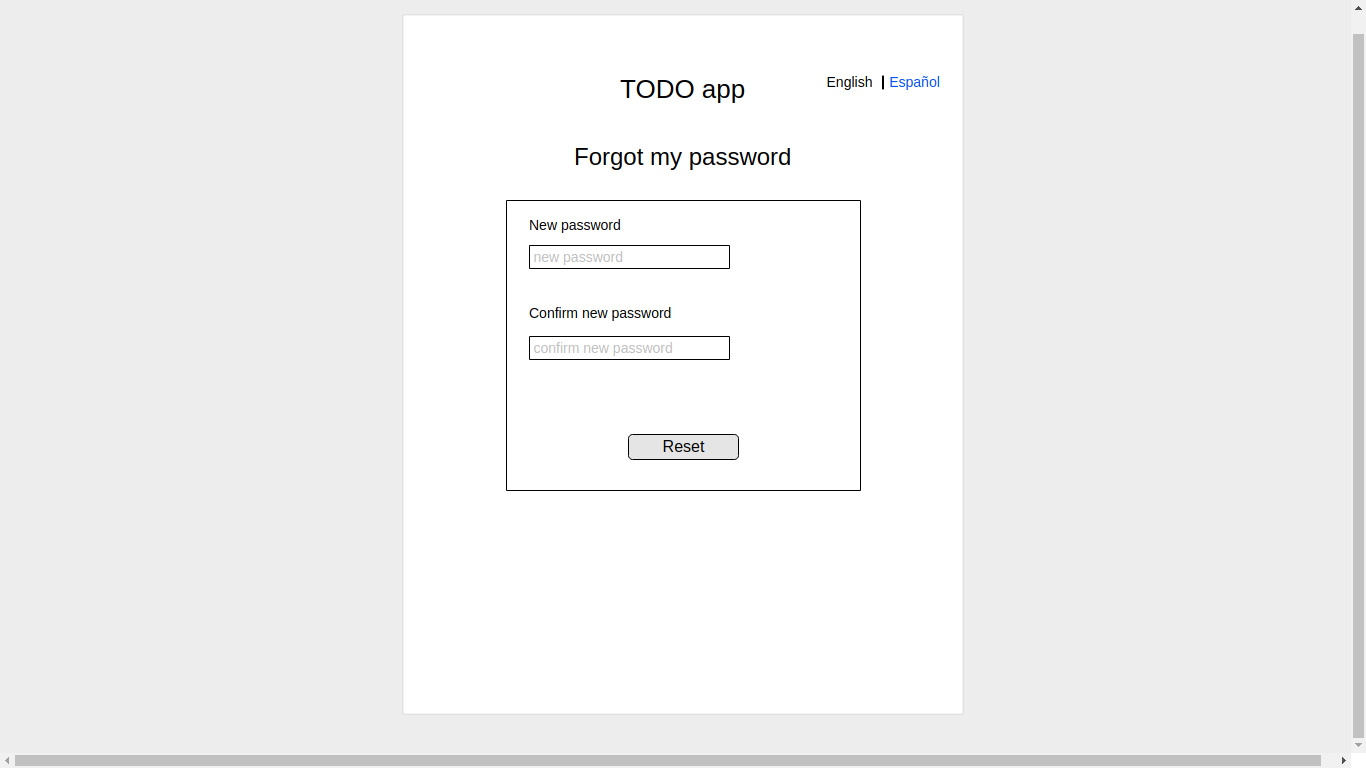 TODO app
English | Español
Forgot my password
New password
new password
Confirm new password
confirm new password
Reset